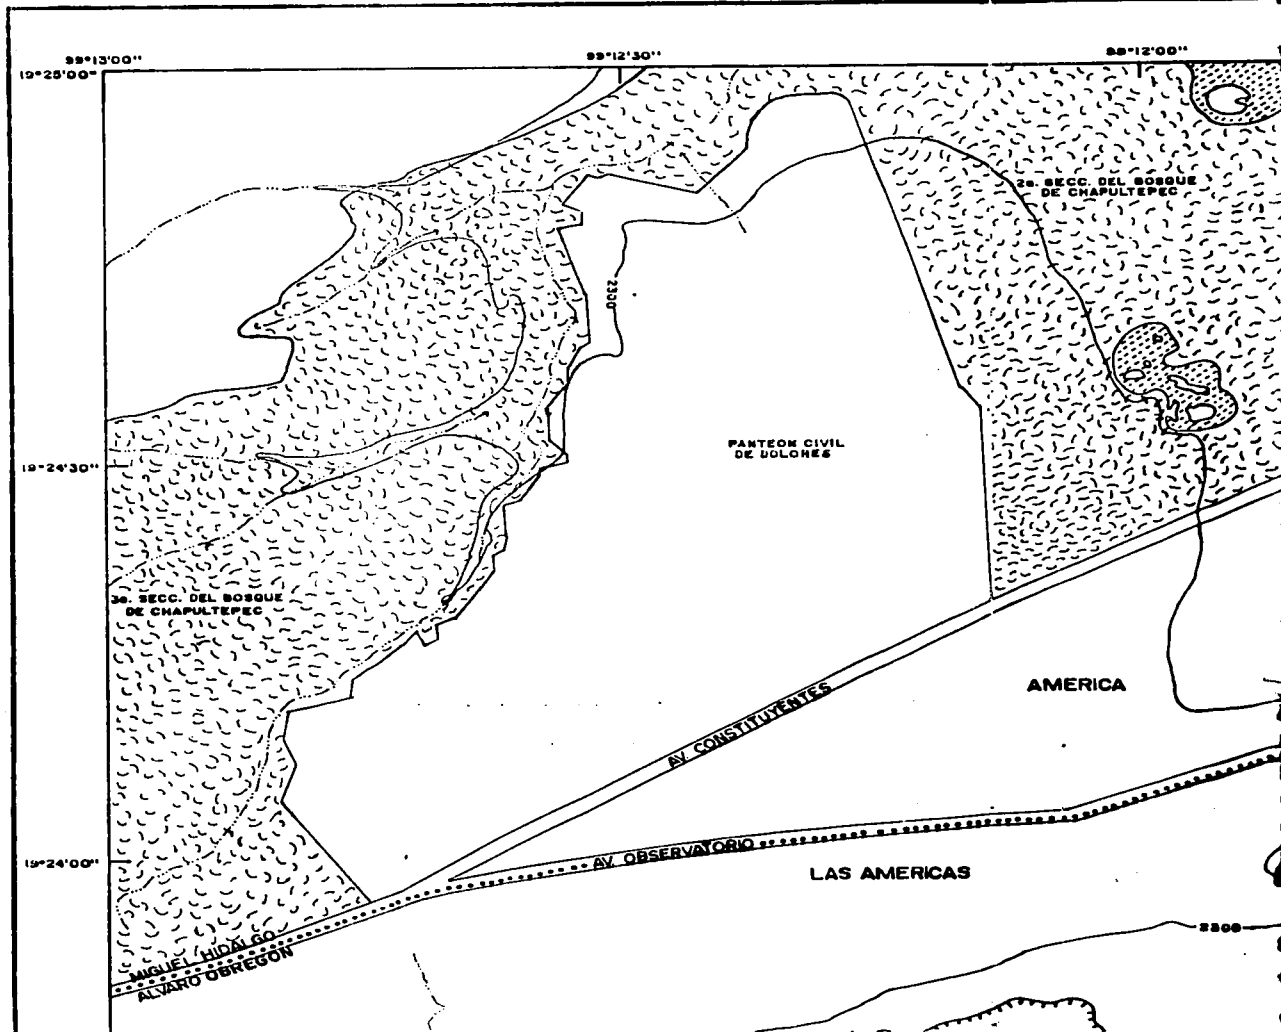 99°13'00''
99°12'30''
99°12'00''
19°25'00''
2a. SECC. DEL BOSQUE
DE CHAPULTEPEC
2300
PANTEON CIVIL
DE DOLORES
19°24'30''
3a. SECC. DEL BOSQUE
DE CHAPULTEPEC
AMERICA
AV. CONSTITUYENTES
AV. OBSERVATORIO
19°24'00''
LAS AMERICAS
2300
MIGUEL HIDALGO
ALVARO OBREGON